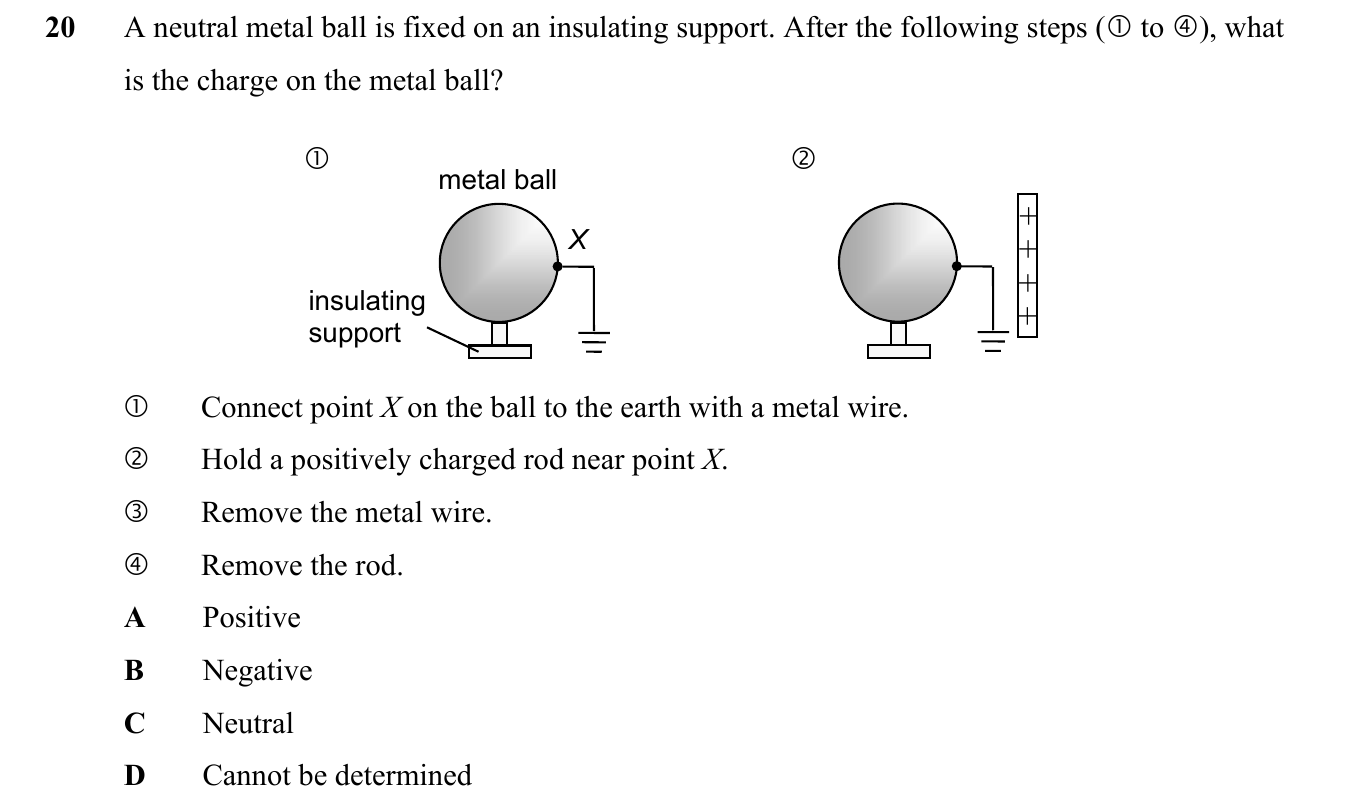 20 A neutral metal ball is fixed on an insulating support. After the following steps (① to ④), what
is the charge on the metal ball?
① ②
metal ball
X
insulating
support
+
+
+
+
① Connect point X on the ball to the earth with a metal wire.
② Hold a positively charged rod near point X.
③ Remove the metal wire.
④ Remove the rod.
A Positive
B Negative
C Neutral
D Cannot be determined